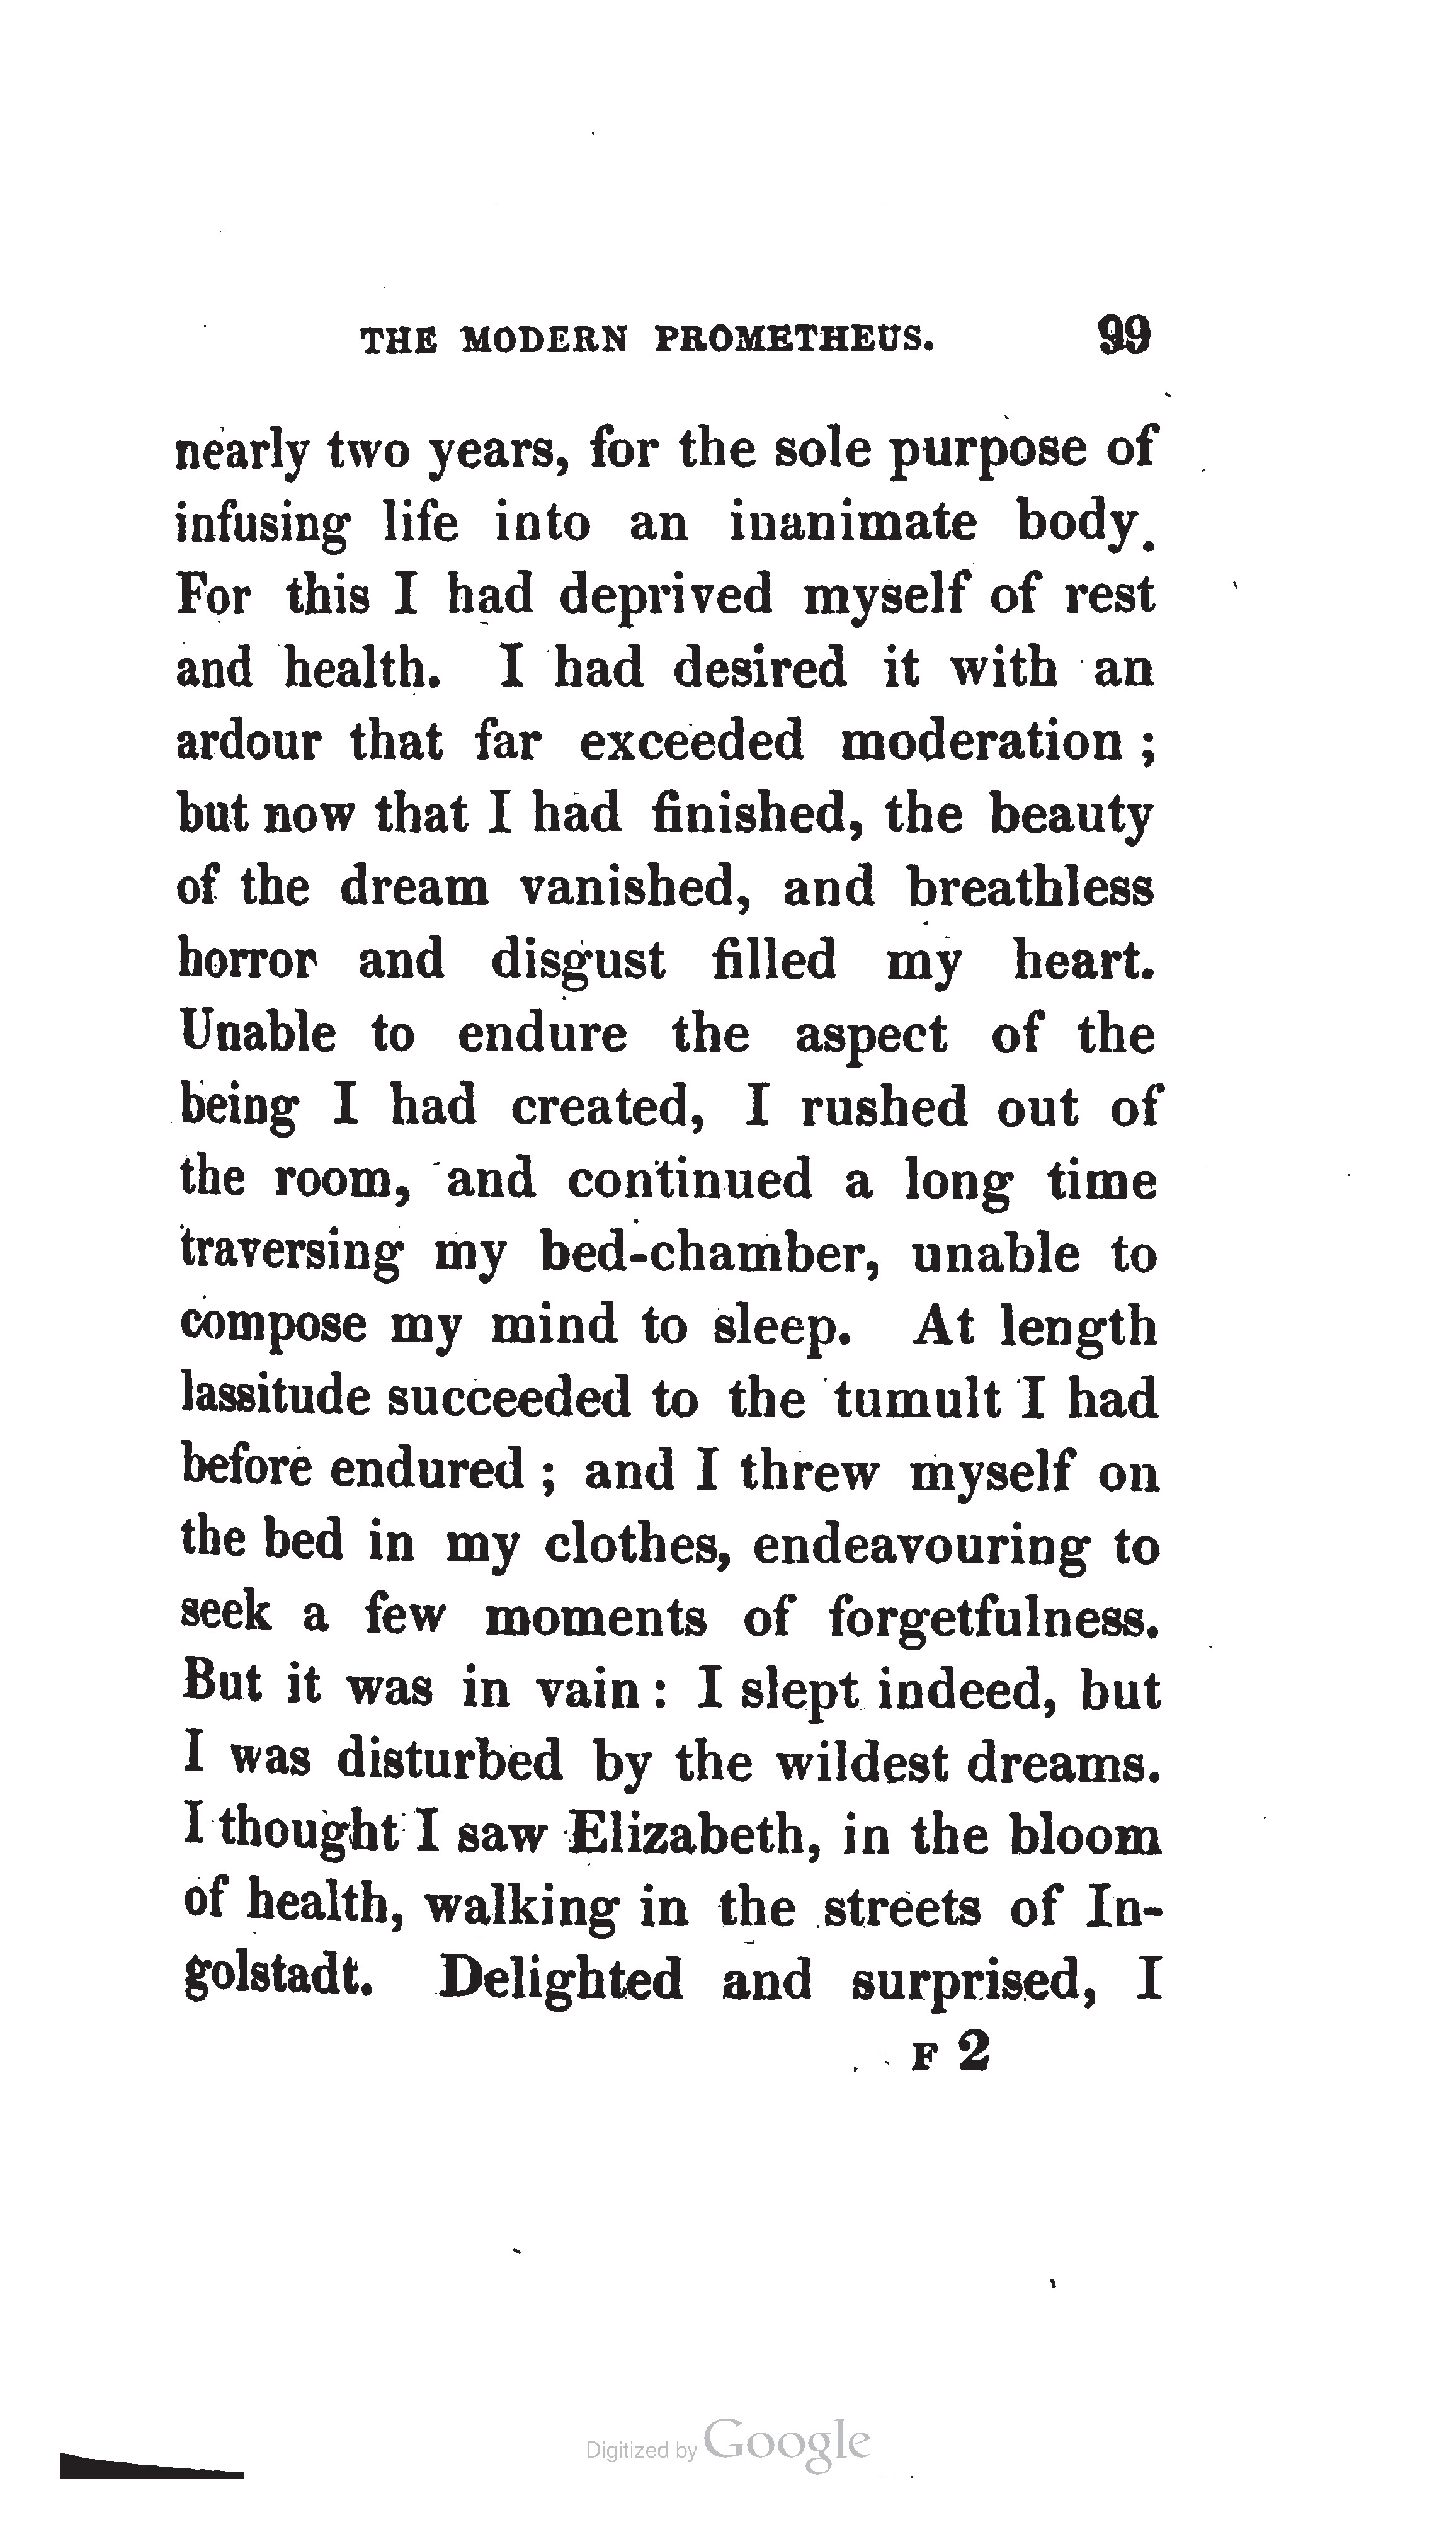 THE MODERN PROMETHEUS. 99
nearly two years, for the sole purpose of
infusing life into an inanimate body.
For this I had deprived myself of rest
and health. I had desired it with an
ardour that far exceeded moderation ;
but now that I had finished, the beauty
of the dream vanished, and breathless
horror and disgust filled my heart.
Unable to endure the aspect of the
being I had created, I rushed out of
the room, and continued a long time
traversing my bed-chamber, unable to
compose my mind to sleep. At length
lassitude succeeded to the tumult I had
before endured ; and I threw myself on
the bed in my clothes, endeavouring to
seek a few moments of forgetfulness.
But it was in vain : I slept indeed, but
I was disturbed by the wildest dreams.
I thought I saw Elizabeth, in the bloom
of health, walking in the streets of In-
golstadt. Delighted and surprised, I
F 2
Digitized by Google